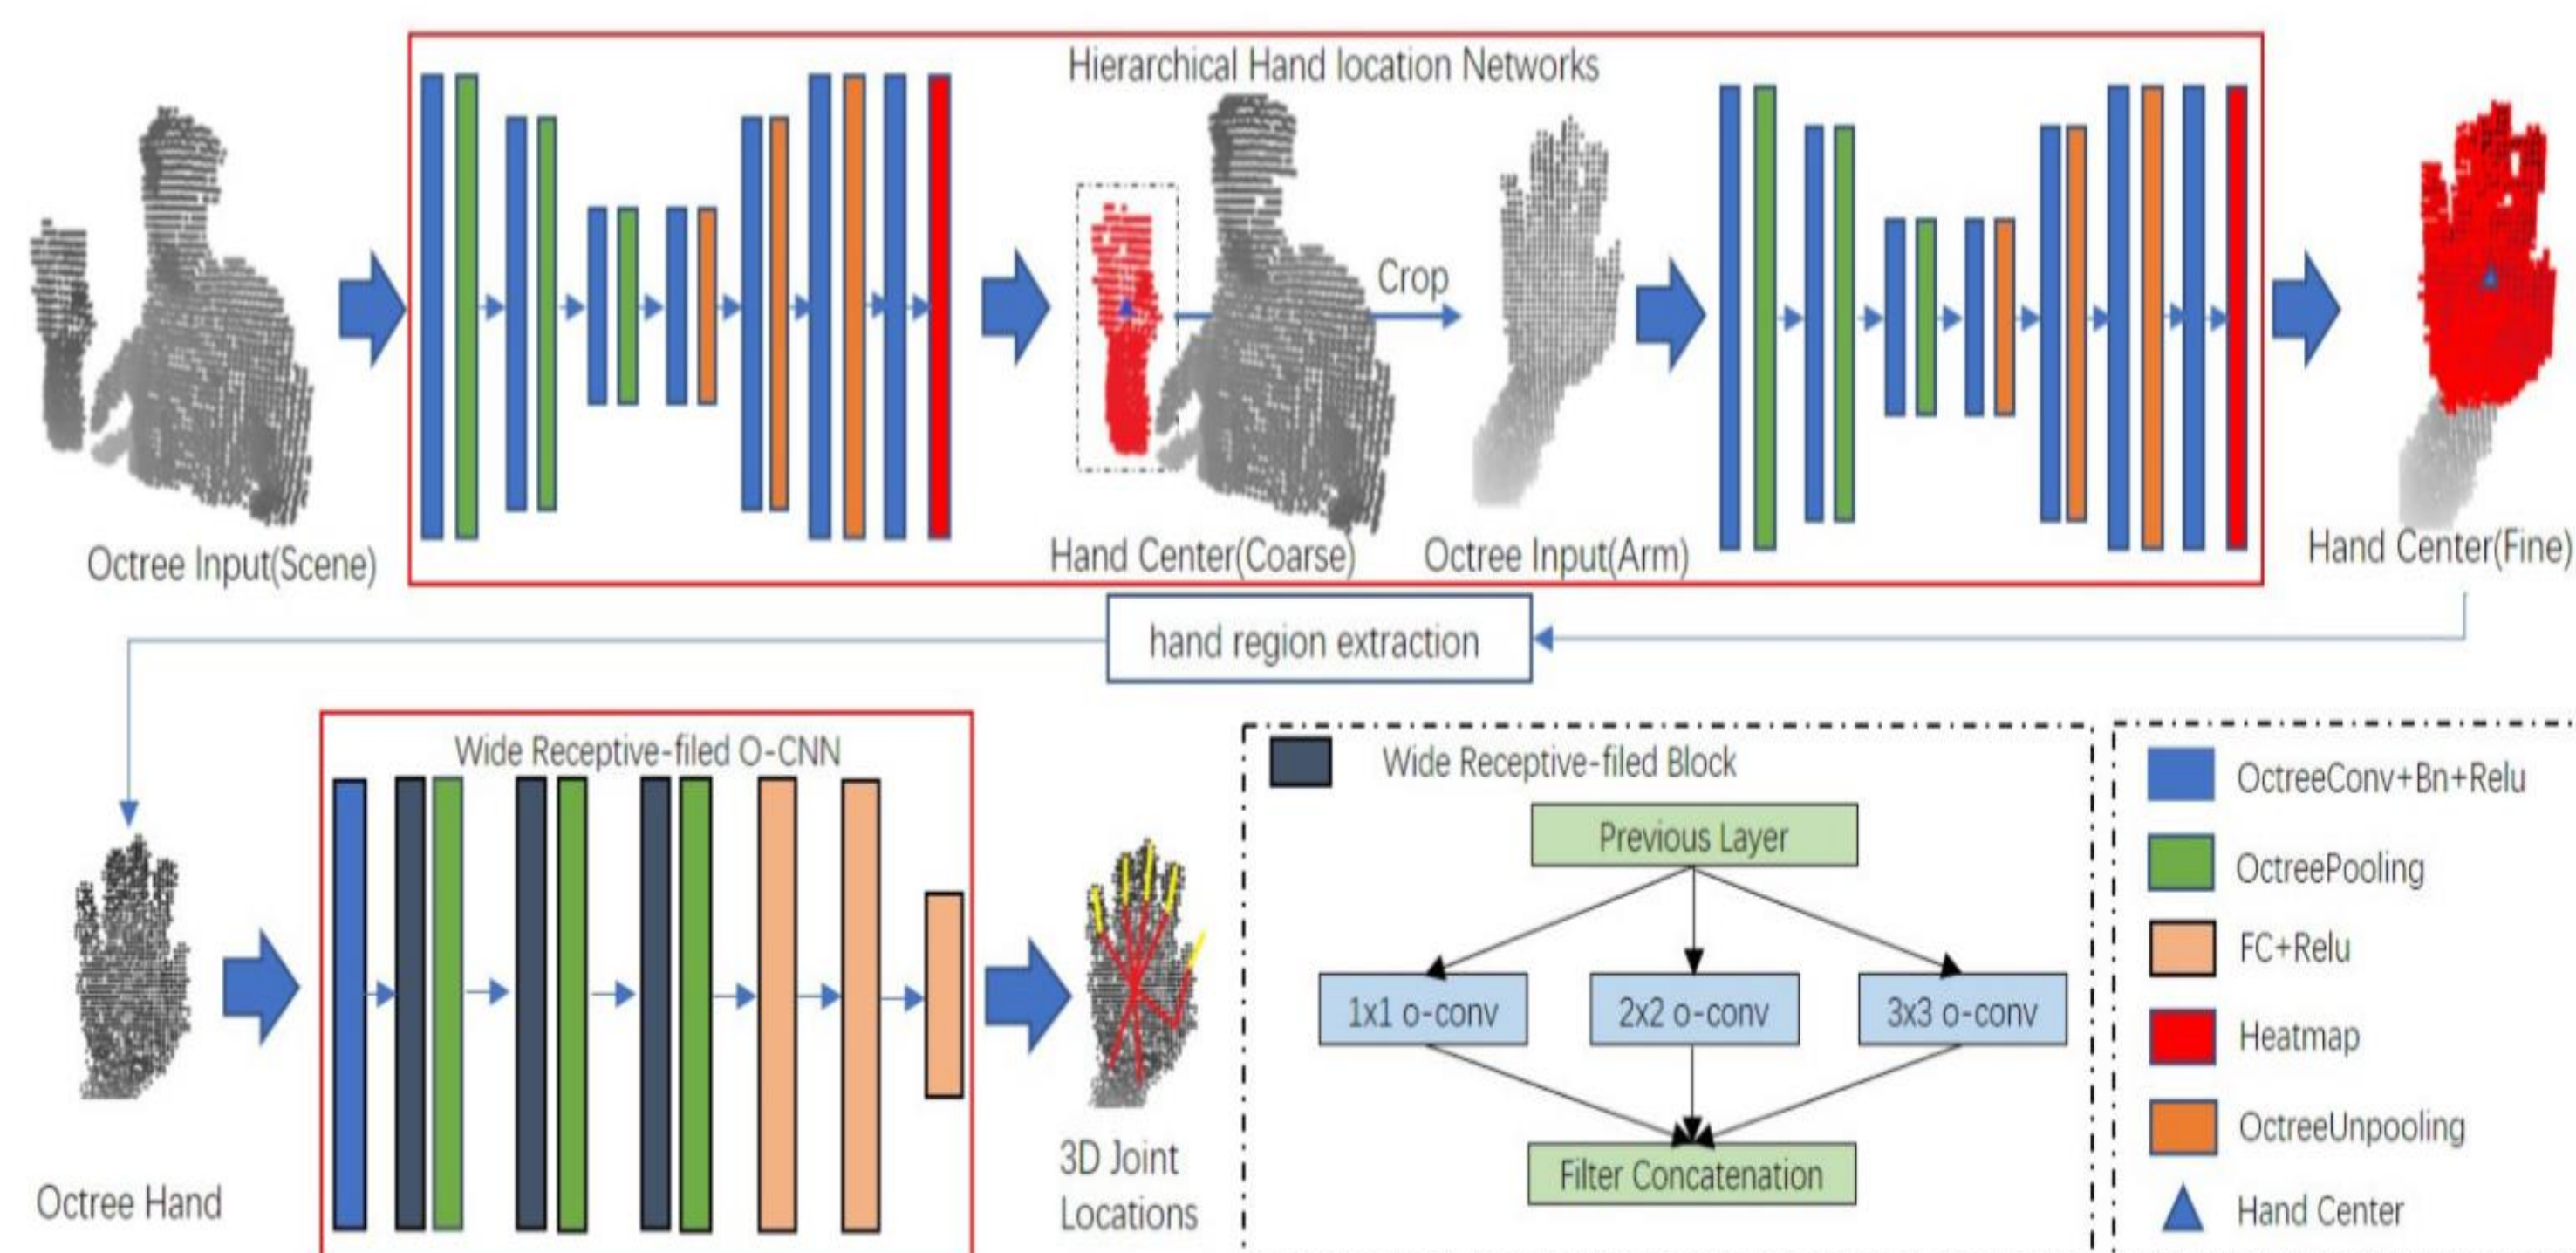 Hierarchical Hand location Networks
Crop
Octree Input(Scene)
Hand Center(Coarse)
Octree Input(Arm)
Hand Center(Fine)
hand region extraction
Wide Receptive-filed O-CNN
Octree Hand
3D Joint
Locations
Wide Receptive-filed Block
Previous Layer
1x1 o-conv
2x2 o-conv
3x3 o-conv
Filter Concatenation
OctreeConv+Bn+Relu
OctreePooling
FC+Relu
Heatmap
OctreeUnpooling
Hand Center